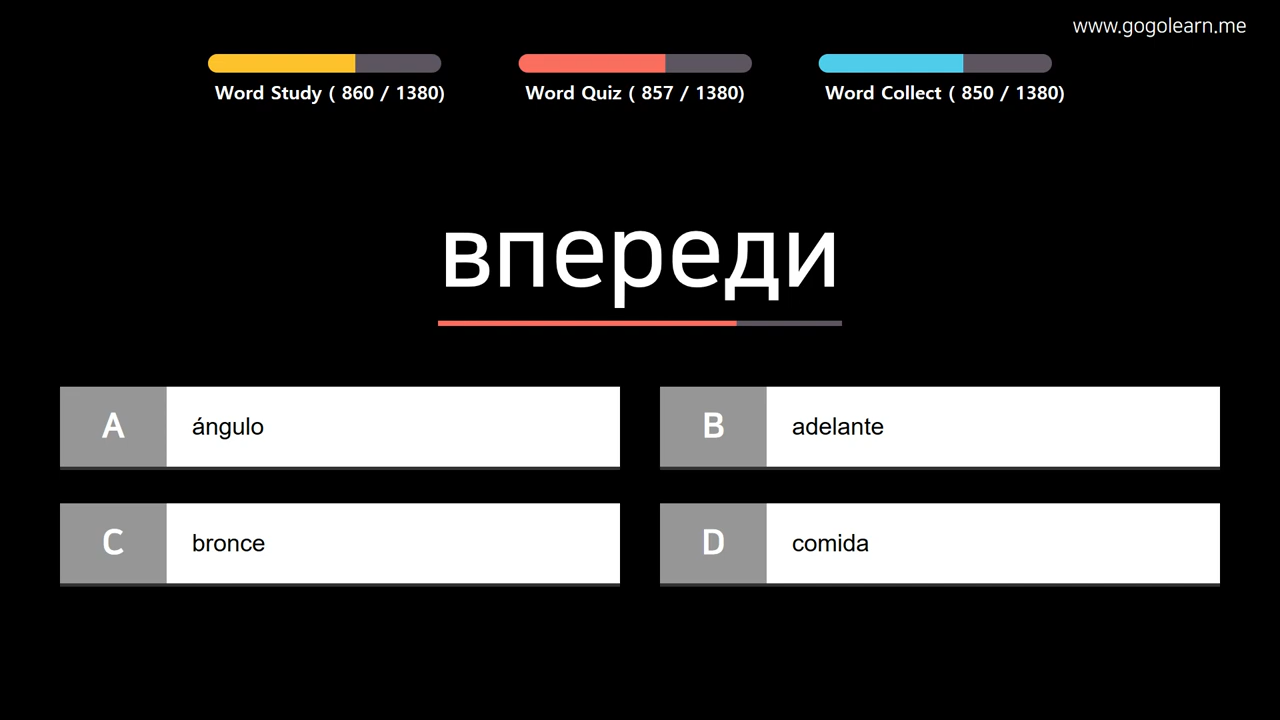 www.gogolearn.me
Word Study ( 860 / 1380)
Word Quiz ( 857 / 1380)
Word Collect ( 850 / 1380)
впереди
A ángulo
B adelante
C bronce
D comida